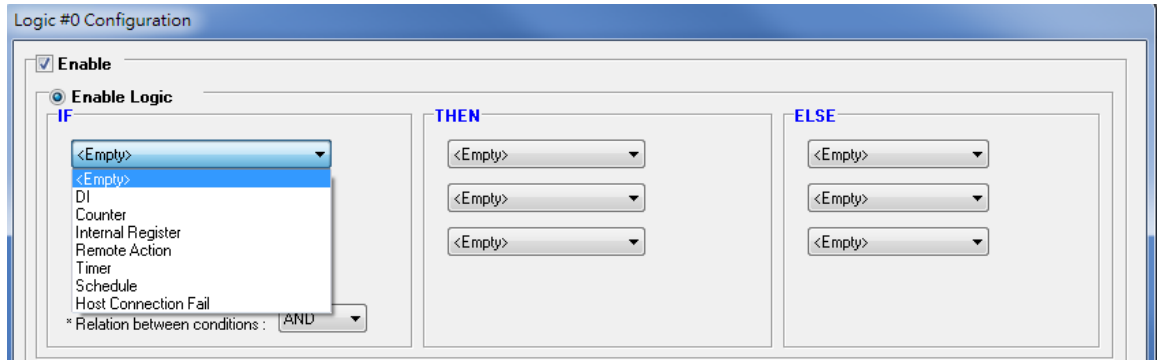 Logic #0 Configuration
Enable
Enable Logic
IF
THEN
ELSE
<Empty>
<Empty>
<Empty>
<Empty>
DI
Counter
Internal Register
Remote Action
Timer
Schedule
Host Connection Fail
<Empty>
<Empty>
<Empty>
<Empty>
* Relation between conditions : AND